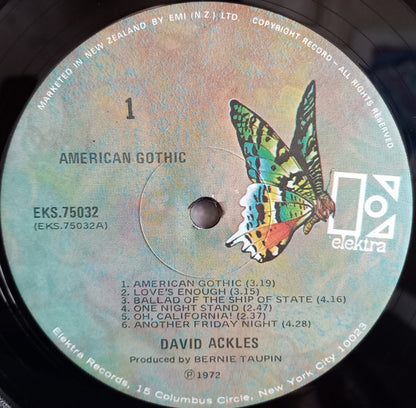 MARKETED IN NEW ZEALAND BY EMI (N Z) LTD. COPYRIGHT RECORD - ALL RIGHTS RESERVED
1
AMERICAN GOTHIC
EKS.75032
(EKS.75032A)
elektra
1. AMERICAN GOTHIC (3.19)
2. LOVE'S ENOUGH (3.15)
3. BALLAD OF THE SHIP OF STATE (4.16)
4. ONE NIGHT STAND (2.47)
5. OH, CALIFORNIA! (2.37)
6. ANOTHER FRIDAY NIGHT (4.28)
DAVID ACKLES
Produced by BERNIE TAUPIN
Ⓟ 1972
Elektra Records, 15 Columbus Circle, New York City 10023